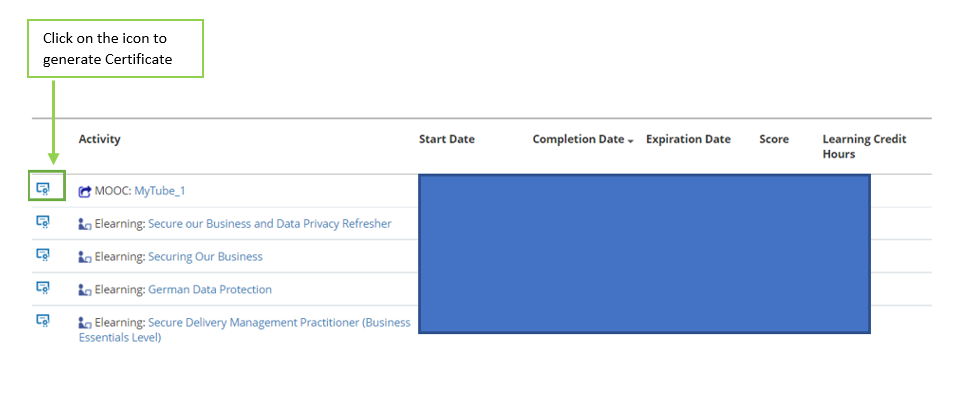 Click on the icon to
generate Certificate
Activity Start Date Completion Date Expiration Date Score Learning Credit
Hours
MOOC: MyTube_1
Elearning: Secure our Business and Data Privacy Refresher
Elearning: Securing Our Business
Elearning: German Data Protection
Elearning: Secure Delivery Management Practitioner (Business
Essentials Level)